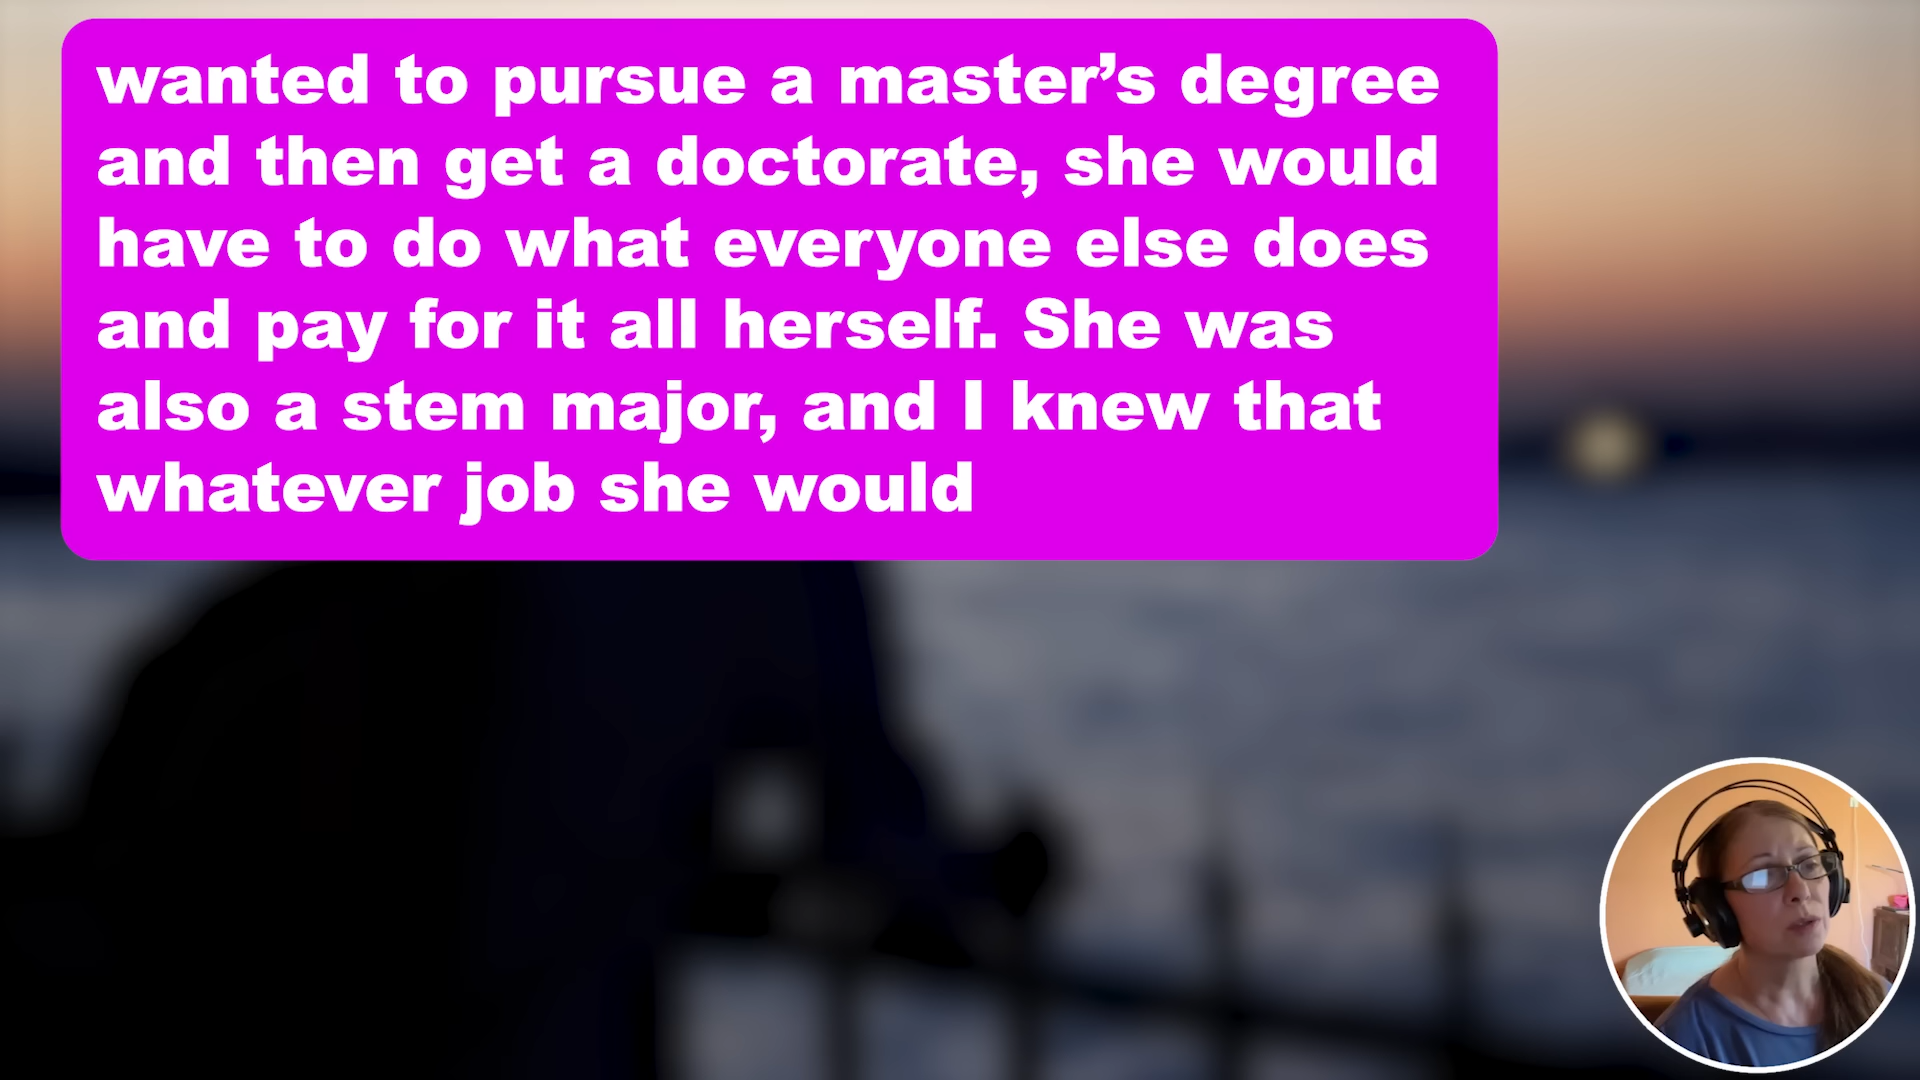 wanted to pursue a master’s degree
and then get a doctorate, she would
have to do what everyone else does
and pay for it all herself. She was
also a stem major, and I knew that
whatever job she would